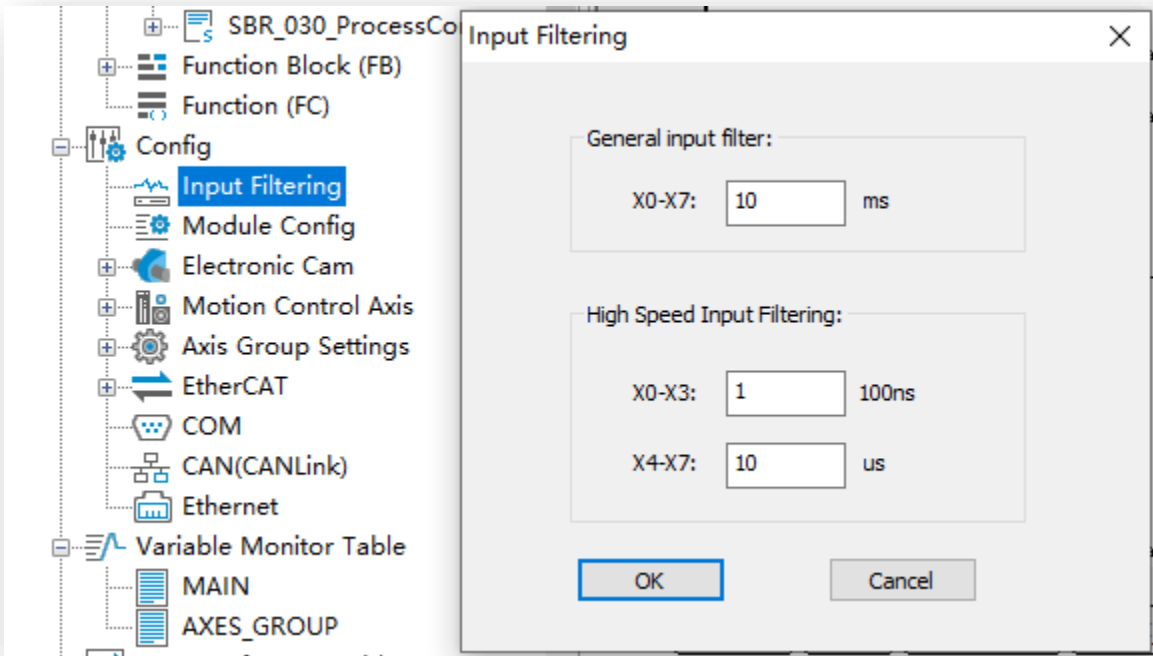 SBR_030_ProcessCo
Function Block (FB)
Function (FC)
Config
Input Filtering
Module Config
Electronic Cam
Motion Control Axis
Axis Group Settings
EtherCAT
COM
CAN(CANLink)
Ethernet
Variable Monitor Table
MAIN
AXES_GROUP
Input Filtering
General input filter:
X0-X7: 10 ms
High Speed Input Filtering:
X0-X3: 1 100ns
X4-X7: 10 us
OK Cancel